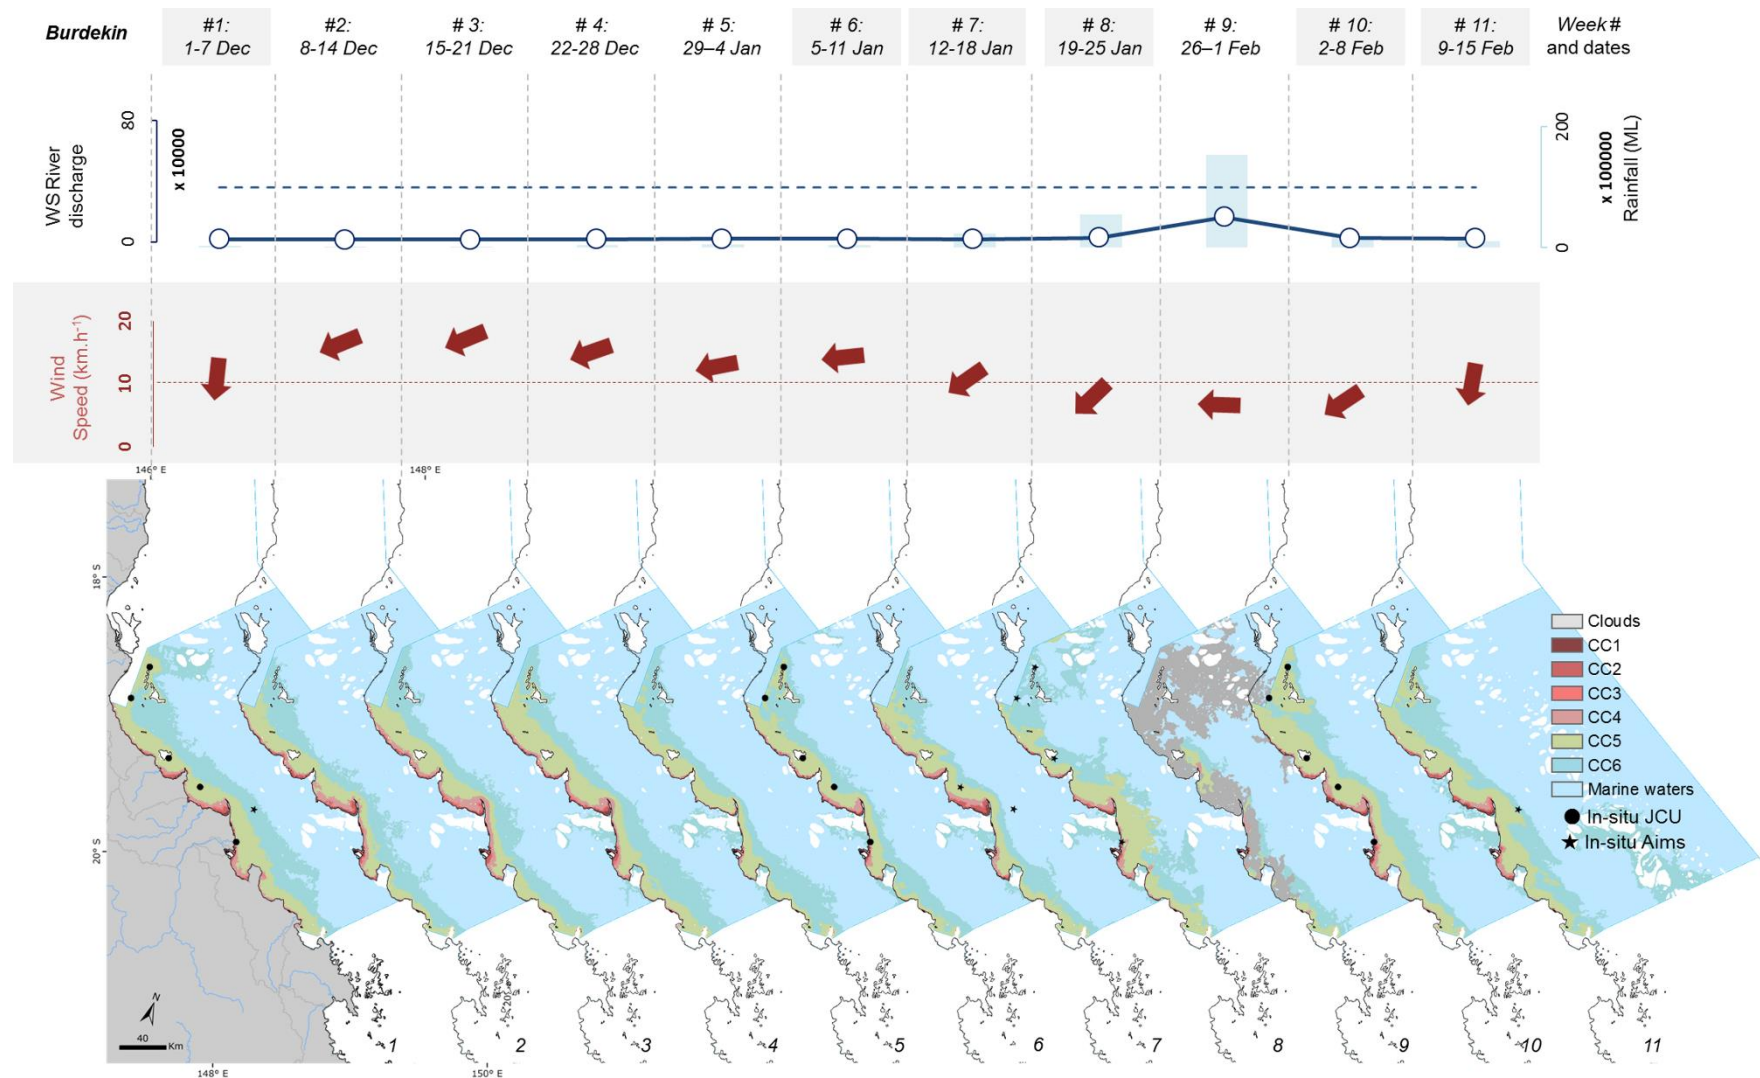 Burdekin
#1:
1-7 Dec
#2:
8-14 Dec
# 3:
15-21 Dec
# 4:
22-28 Dec
# 5:
29–4 Jan
# 6:
5-11 Jan
# 7:
12-18 Jan
# 8:
19-25 Jan
# 9:
26–1 Feb
# 10:
2-8 Feb
# 11:
9-15 Feb
Week #
and dates
WS River
discharge
80
0
x 10000
200
0
x 100000
Rainfall (ML)
Wind
Speed (km.h-1)
20
10
0
146° E
148° E
18° S
20° S
Clouds
CC1
CC2
CC3
CC4
CC5
CC6
Marine waters
In-situ JCU
In-situ Aims
N
40
Km
1
2
3
4
5
6
7
8
9
10
11
148° E
150° E